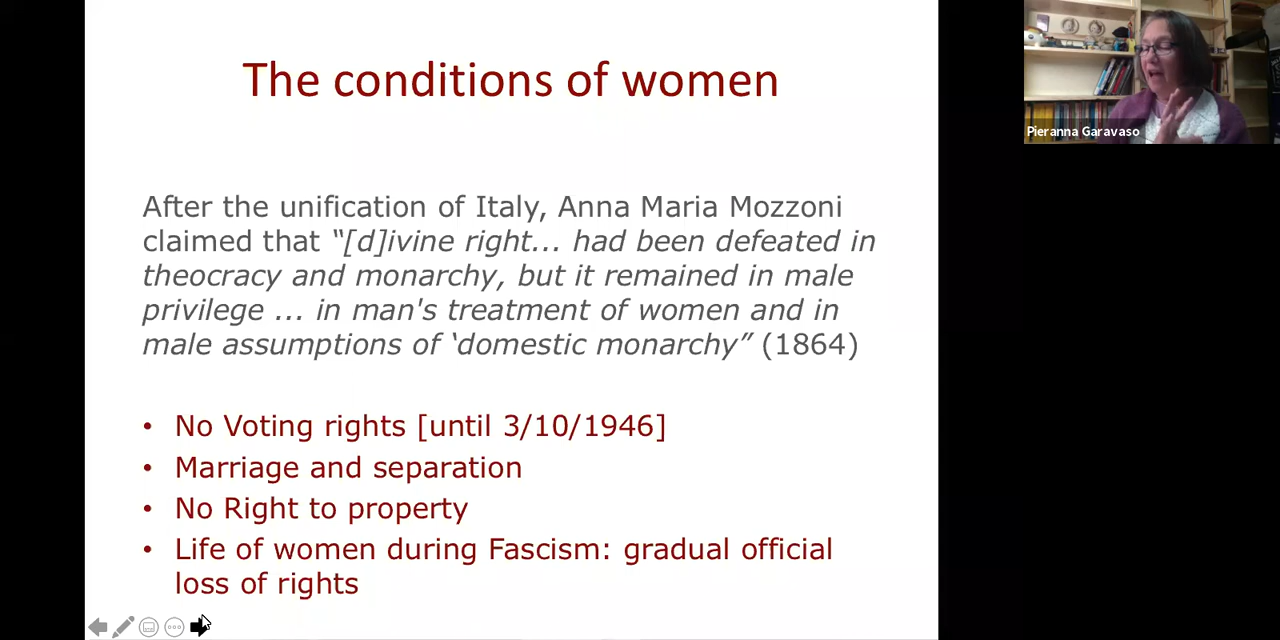 The conditions of women
Pieranna Garavaso
After the unification of Italy, Anna Maria Mozzoni
claimed that “[d]ivine right... had been defeated in
theocracy and monarchy, but it remained in male
privilege ... in man's treatment of women and in
male assumptions of ‘domestic monarchy” (1864)
• No Voting rights [until 3/10/1946]
• Marriage and separation
• No Right to property
• Life of women during Fascism: gradual official
loss of rights